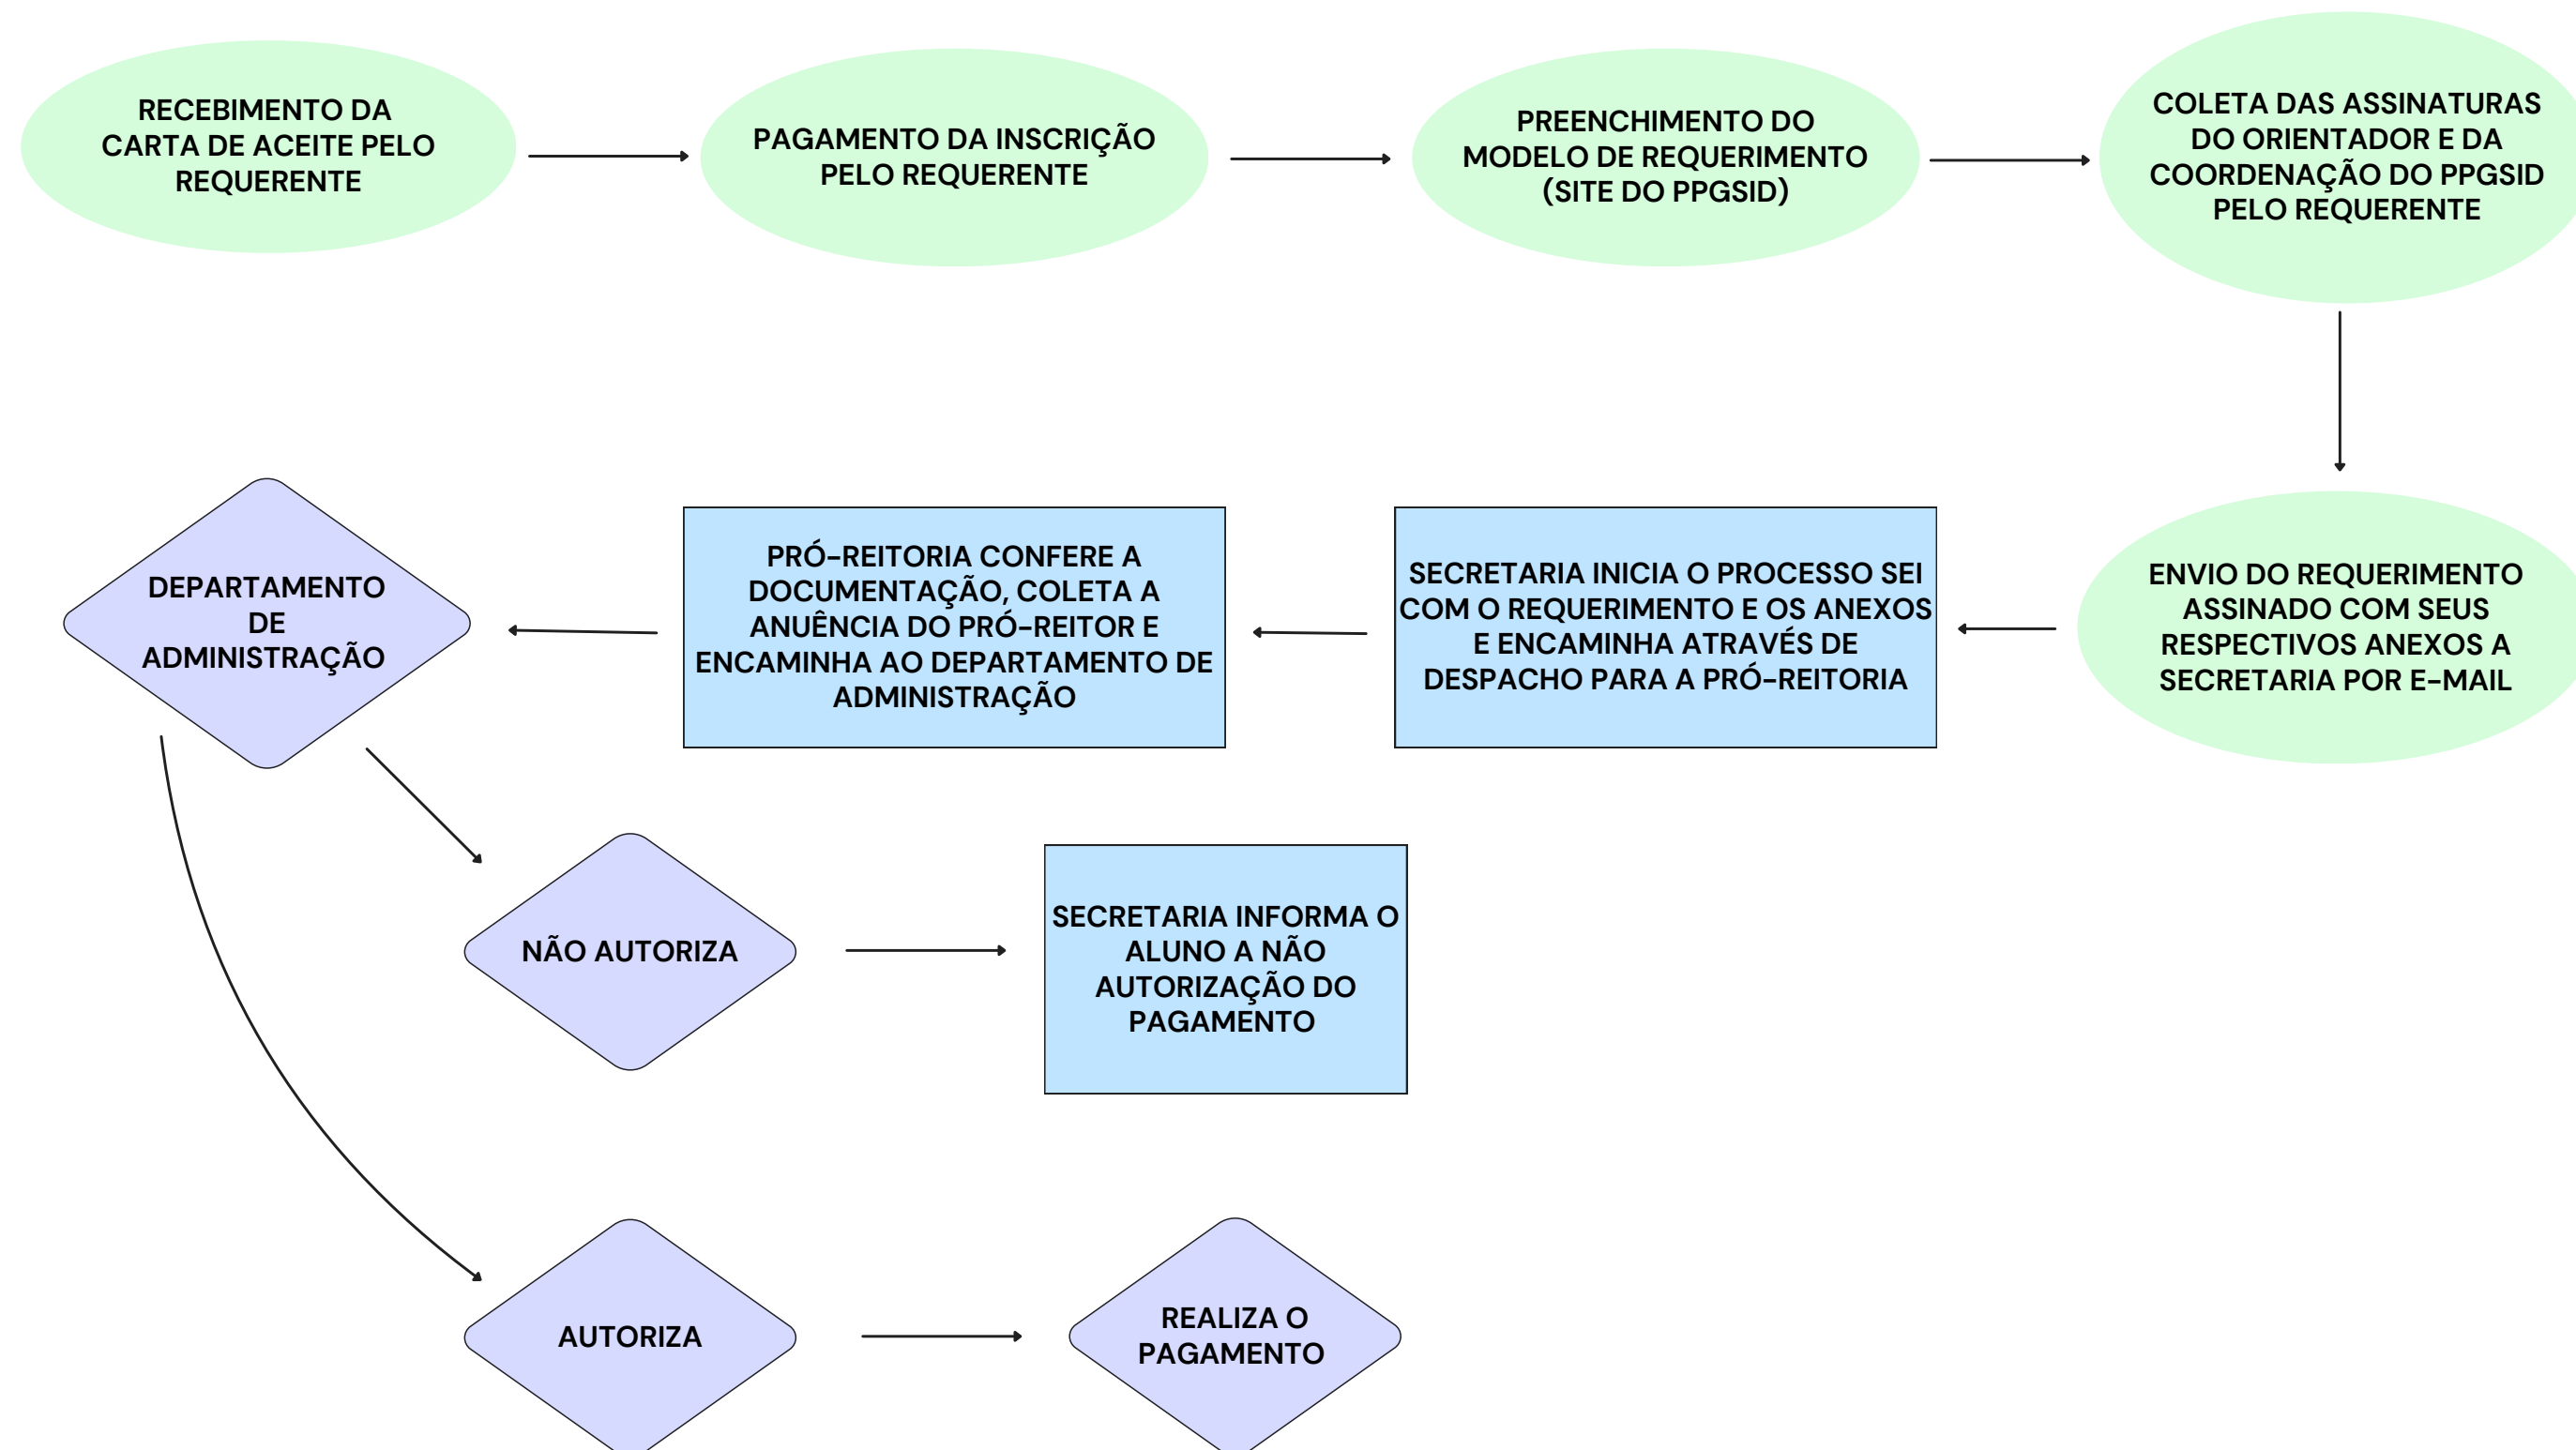 RECEBIMENTO DA
CARTA DE ACEITE PELO
REQUERENTE
PAGAMENTO DA INSCRIÇÃO
PELO REQUERENTE
PREENCHIMENTO DO
MODELO DE REQUERIMENTO
(SITE DO PPGSID)
COLETA DAS ASSINATURAS
DO ORIENTADOR E DA
COORDENAÇÃO DO PPGSID
PELO REQUERENTE
ENVIO DO REQUERIMENTO
ASSINADO COM SEUS
RESPECTIVOS ANEXOS A
SECRETARIA POR E-MAIL
SECRETARIA INICIA O PROCESSO SEI
COM O REQUERIMENTO E OS ANEXOS
E ENCAMINHA ATRAVÉS DE
DESPACHO PARA A PRÓ-REITORIA
PRÓ-REITORIA CONFERE A
DOCUMENTAÇÃO, COLETA A
ANUÊNCIA DO PRÓ-REITOR E
ENCAMINHA AO DEPARTAMENTO DE
ADMINISTRAÇÃO
DEPARTAMENTO
DE
ADMINISTRAÇÃO
NÃO AUTORIZA
SECRETARIA INFORMA O
ALUNO A NÃO
AUTORIZAÇÃO DO
PAGAMENTO
AUTORIZA
REALIZA O
PAGAMENTO